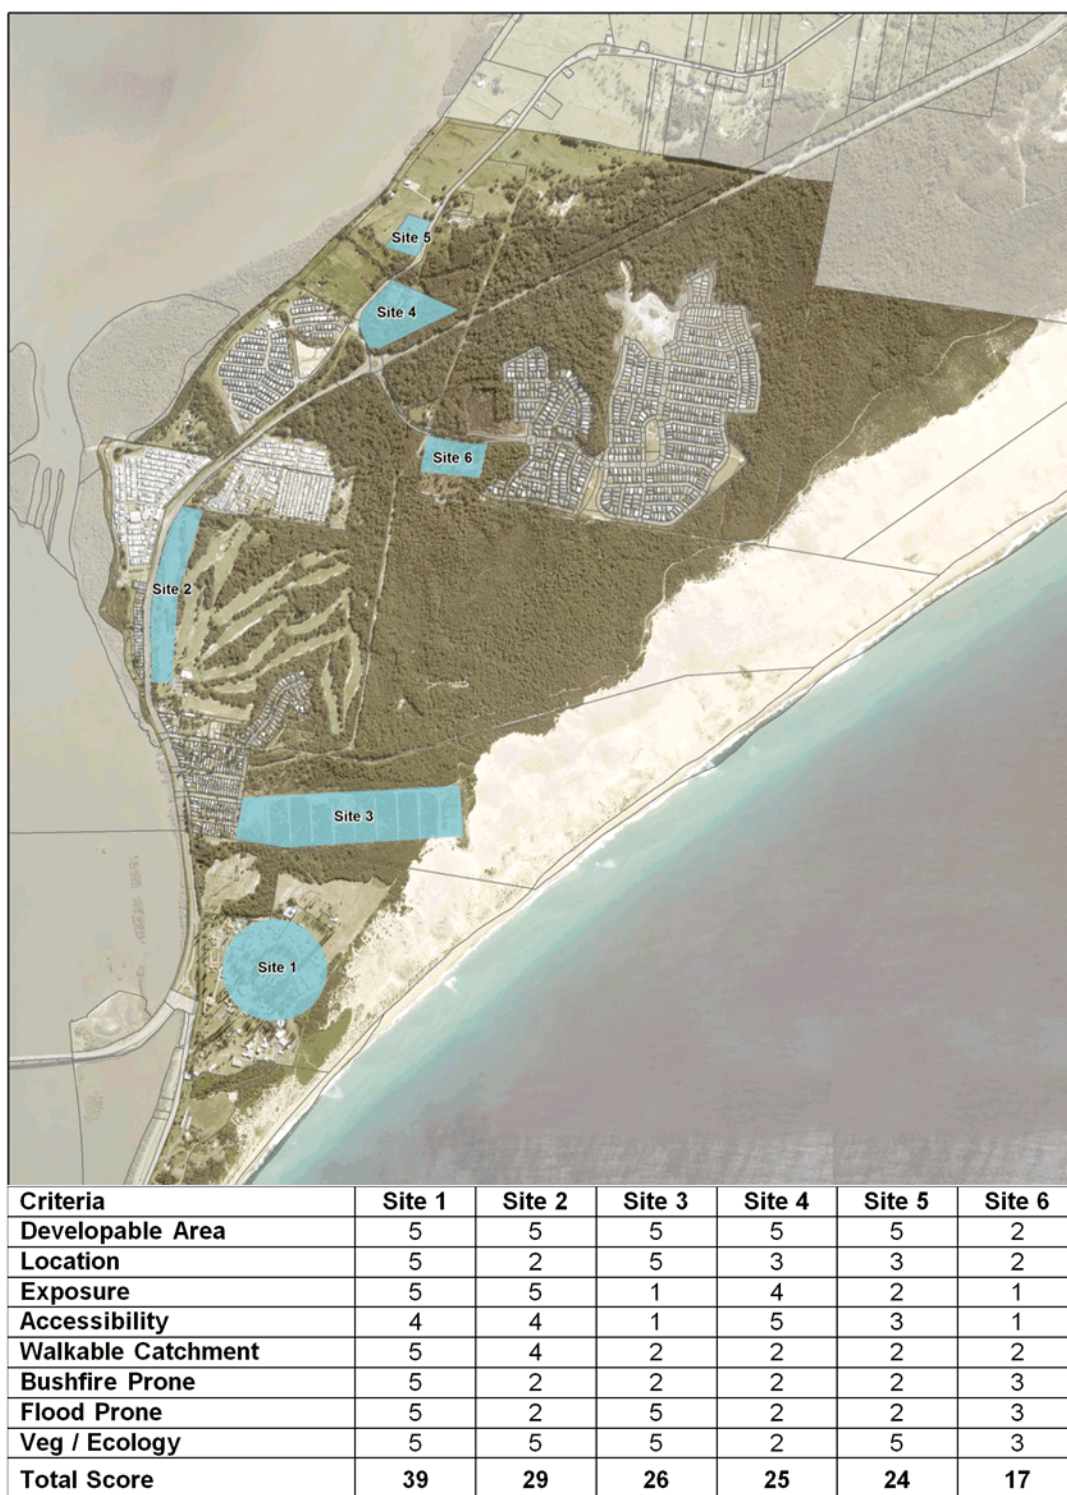 Site 5
Site 4
Site 6
Site 2
Site 3
Site 1
Criteria Site 1 Site 2 Site 3 Site 4 Site 5 Site 6
Developable Area 5 5 5 5 5 2
Location 5 2 5 3 3 2
Exposure 5 5 1 4 2 1
Accessibility 4 4 1 5 3 1
Walkable Catchment 5 4 2 2 2 2
Bushfire Prone 5 2 2 2 2 3
Flood Prone 5 2 5 2 2 3
Veg / Ecology 5 5 5 2 5 3
Total Score 39 29 26 25 24 17